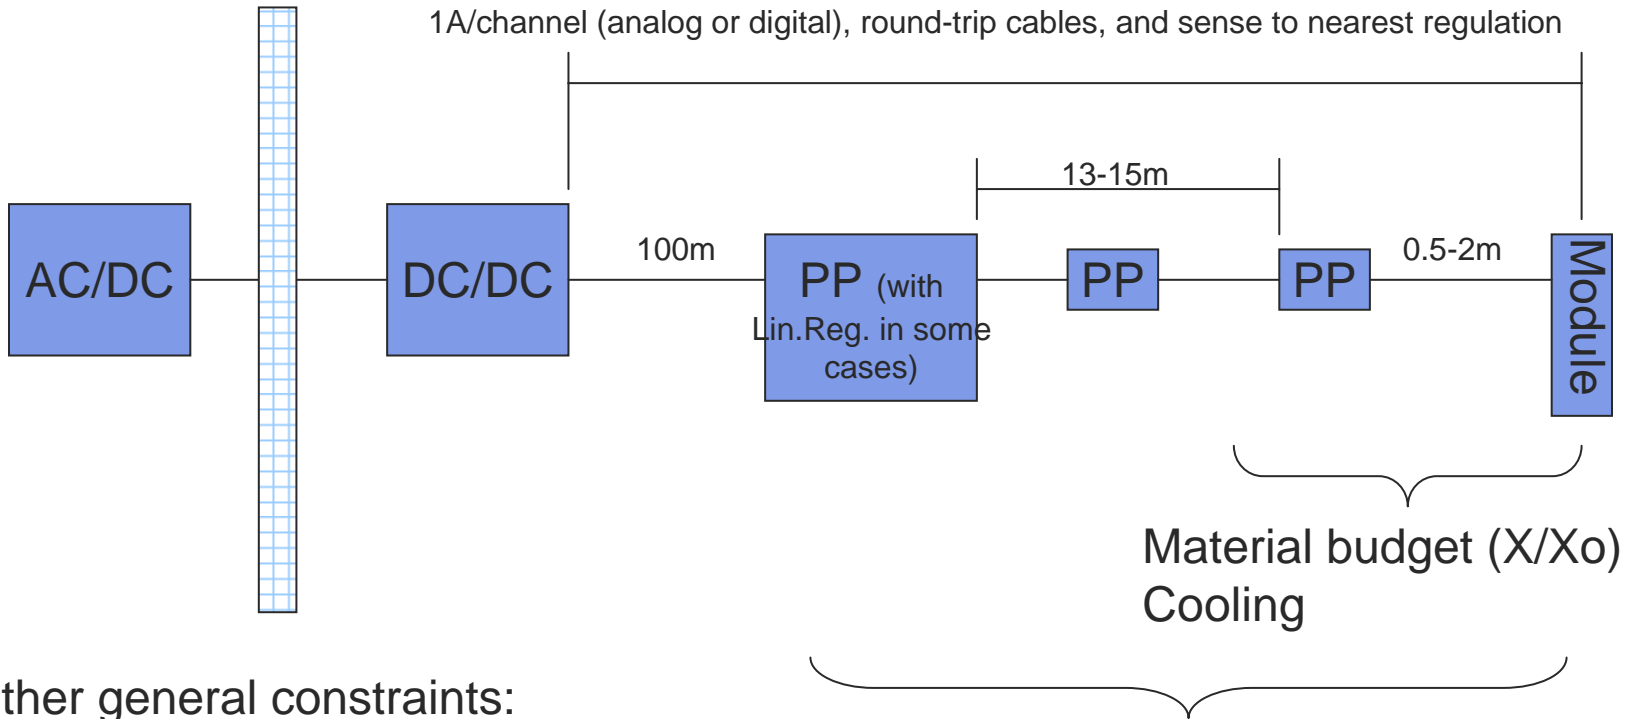 1A/channel (analog or digital), round-trip cables, and sense to nearest regulation
13-15m
100m
0.5-2m
AC/DC
DC/DC
PP (with
Lin.Reg. in some
cases)
PP
PP
Module
Material budget (X/Xo)
Cooling
ther general constraints: